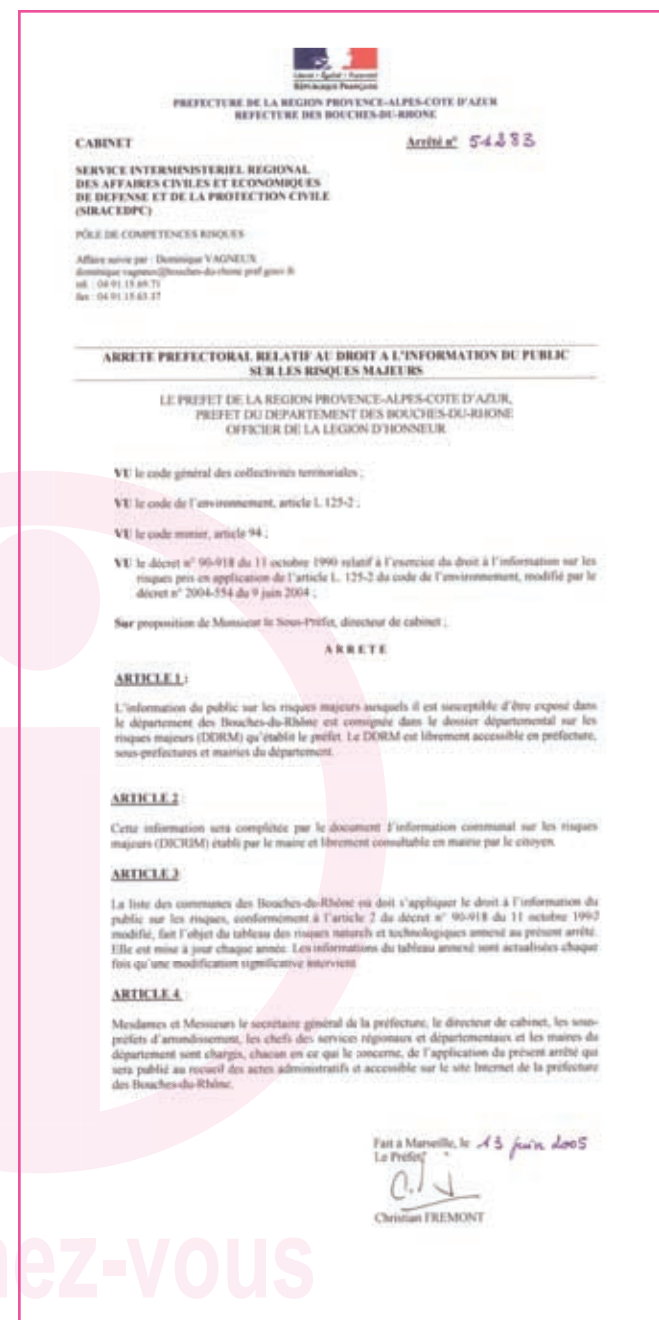 Liberté • Égalité • Fraternité
RÉPUBLIQUE FRANÇAISE
PREFECTURE DE LA REGION PROVENCE-ALPES-COTE D'AZUR
REFECTURE DES BOUCHES-DU-RHONE
CABINET
Arrêté n°
SERVICE INTERMINISTERIEL REGIONAL
DES AFFAIRES CIVILES ET ECONOMIQUES
DE DEFENSE ET DE LA PROTECTION CIVILE
(SIRACEDPC)
PÔLE DE COMPETENCES RISQUES
Affaire suivie par : Dominique VAGNEUX
tél. : 04.91.15.69.71
fax : 04.91.15.63.37
ARRETE PREFECTORAL RELATIF AU DROIT A L'INFORMATION DU PUBLIC
SUR LES RISQUES MAJEURS
LE PREFET DE LA REGION PROVENCE-ALPES-COTE D'AZUR,
PREFET DU DEPARTEMENT DES BOUCHES-DU-RHONE
OFFICIER DE LA LEGION D'HONNEUR
VU le code général des collectivités territoriales ;
VU le code de l'environnement, article L 125-2 ;
VU le code minier, article 94 ;
VU le décret n° 90-918 du 11 octobre 1990 relatif à l'exercice du droit à l'information sur les
risques pris en application de l'article L. 125-2 du code de l'environnement, modifié par le
décret n° 2004-554 du 9 juin 2004 ;
Sur proposition de Monsieur le Sous-Préfet, directeur de cabinet ;
A R R E T E
ARTICLE 1 :
L'information du public sur les risques majeurs auxquels il est susceptible d'être exposé dans
le département des Bouches-du-Rhône est consignée dans le dossier départemental sur les
risques majeurs (DDRM) qu'établit le préfet. Le DDRM est librement accessible en préfecture,
sous-préfectures et mairies du département.
ARTICLE 2 :
Cette information sera complétée par le document d'information communal sur les risques
majeurs (DICRIM) établi par le maire et librement consultable en mairie par le citoyen.
ARTICLE 3
La liste des communes des Bouches-du-Rhône où doit s'appliquer le droit à l'information du
public sur les risques, conformément à l'article 2 du décret n° 90-918 du 11 octobre 1990
modifié, fait l'objet du tableau des risques naturels et technologiques annexé au présent arrêté.
Elle est mise à jour chaque année. Les informations du tableau annexé sont actualisées chaque
fois qu'une modification significative intervient.
ARTICLE 4 :
Mesdames et Messieurs le secrétaire général de la préfecture, le directeur de cabinet, les sous-
préfets d'arrondissement, les chefs des services régionaux et départementaux et les maires du
département sont chargés, chacun en ce qui le concerne, de l'application du présent arrêté qui
sera publié au recueil des actes administratifs et accessible sur le site Internet de la préfecture
des Bouches-du-Rhône.
Fait à Marseille, le 13 juin 2005
Le Préfet
Christian FREMONT
nez-vous